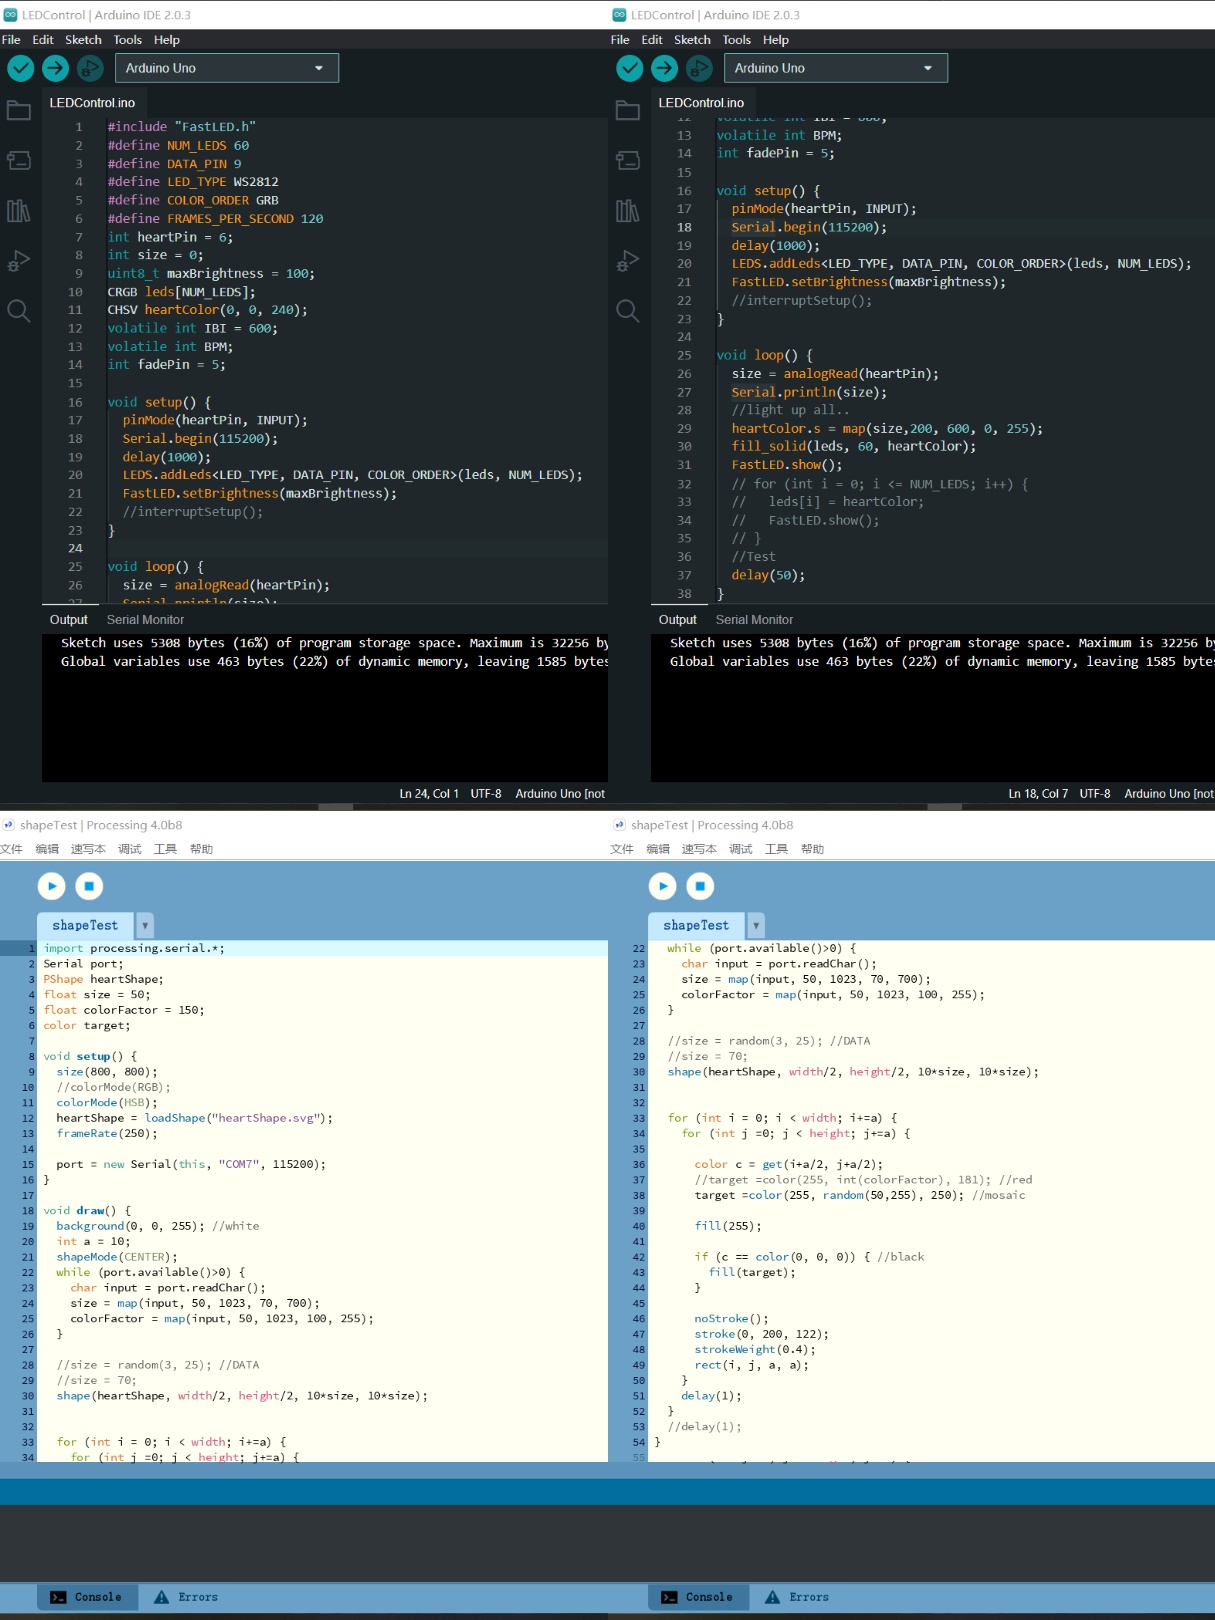 LEDControl | Arduino IDE 2.0.3
File Edit Sketch Tools Help
Arduino Uno
LEDControl.ino
1 #include "FastLED.h"
2 #define NUM_LEDS 60
3 #define DATA_PIN 9
4 #define LED_TYPE WS2812
5 #define COLOR_ORDER GRB
6 #define FRAMES_PER_SECOND 120
7 int heartPin = 6;
8 int size = 0;
9 uint8_t maxBrightness = 100;
10 CRGB leds[NUM_LEDS];
11 CHSV heartColor(0, 0, 240);
12 volatile int IBI = 600;
13 volatile int BPM;
14 int fadePin = 5;
15
16 void setup() {
17 pinMode(heartPin, INPUT);
18 Serial.begin(115200);
19 delay(1000);
20 LEDS.addLeds<LED_TYPE, DATA_PIN, COLOR_ORDER>(leds, NUM_LEDS);
21 FastLED.setBrightness(maxBrightness);
22 //interruptSetup();
23 }
24
25 void loop() {
26 size = analogRead(heartPin);
27 Serial.println(size);
Output Serial Monitor
Sketch uses 5308 bytes (16%) of program storage space. Maximum is 32256 by
Global variables use 463 bytes (22%) of dynamic memory, leaving 1585 bytes
Ln 24, Col 1 UTF-8 Arduino Uno [not
LEDControl | Arduino IDE 2.0.3
File Edit Sketch Tools Help
Arduino Uno
LEDControl.ino
12 volatile int IBI = 600;
13 volatile int BPM;
14 int fadePin = 5;
15
16 void setup() {
17 pinMode(heartPin, INPUT);
18 Serial.begin(115200);
19 delay(1000);
20 LEDS.addLeds<LED_TYPE, DATA_PIN, COLOR_ORDER>(leds, NUM_LEDS);
21 FastLED.setBrightness(maxBrightness);
22 //interruptSetup();
23 }
24
25 void loop() {
26 size = analogRead(heartPin);
27 Serial.println(size);
28 //light up all..
29 heartColor.s = map(size,200, 600, 0, 255);
30 fill_solid(leds, 60, heartColor);
31 FastLED.show();
32 // for (int i = 0; i <= NUM_LEDS; i++) {
33 // leds[i] = heartColor;
34 // FastLED.show();
35 // }
36 //Test
37 delay(50);
38 }
Output Serial Monitor
Sketch uses 5308 bytes (16%) of program storage space. Maximum is 32256 by
Global variables use 463 bytes (22%) of dynamic memory, leaving 1585 bytes
Ln 18, Col 7 UTF-8 Arduino Uno [not
shapeTest | Processing 4.0b8
文件 编辑 速写本 调试 工具 帮助
shapeTest
1 import processing.serial.*;
2 Serial port;
3 PShape heartShape;
4 float size = 50;
5 float colorFactor = 150;
6 color target;
7
8 void setup() {
9 size(800, 800);
10 //colorMode(RGB);
11 colorMode(HSB);
12 heartShape = loadShape("heartShape.svg");
13 frameRate(250);
14
15 port = new Serial(this, "COM7", 115200);
16 }
17
18 void draw() {
19 background(0, 0, 255); //white
20 int a = 10;
21 shapeMode(CENTER);
22 while (port.available()>0) {
23 char input = port.readChar();
24 size = map(input, 50, 1023, 70, 700);
25 colorFactor = map(input, 50, 1023, 100, 255);
26 }
27
28 //size = random(3, 25); //DATA
29 //size = 70;
30 shape(heartShape, width/2, height/2, 10*size, 10*size);
31
32
33 for (int i = 0; i < width; i+=a) {
34 for (int j =0; j < height; j+=a) {
Console Errors
shapeTest | Processing 4.0b8
文件 编辑 速写本 调试 工具 帮助
shapeTest
22 while (port.available()>0) {
23 char input = port.readChar();
24 size = map(input, 50, 1023, 70, 700);
25 colorFactor = map(input, 50, 1023, 100, 255);
26 }
27
28 //size = random(3, 25); //DATA
29 //size = 70;
30 shape(heartShape, width/2, height/2, 10*size, 10*size);
31
32
33 for (int i = 0; i < width; i+=a) {
34 for (int j =0; j < height; j+=a) {
35
36 color c = get(i+a/2, j+a/2);
37 //target =color(255, int(colorFactor), 181); //red
38 target =color(255, random(50,255), 250); //mosaic
39
40 fill(255);
41
42 if (c == color(0, 0, 0)) { //black
43 fill(target);
44 }
45
46 noStroke();
47 stroke(0, 200, 122);
48 strokeWeight(0.4);
49 rect(i, j, a, a);
50 }
51 delay(1);
52 }
53 //delay(1);
54 }
55
Console Errors